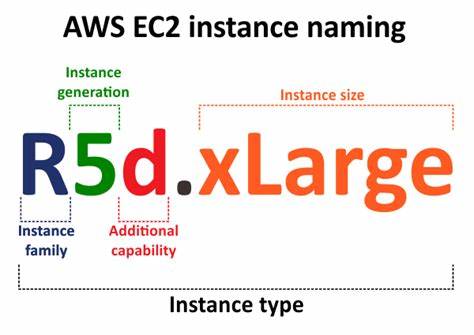 AWS EC2 instance naming
Instance
generation
Instance size
R5d.xLarge
Instance
family
Additional
capability
Instance type